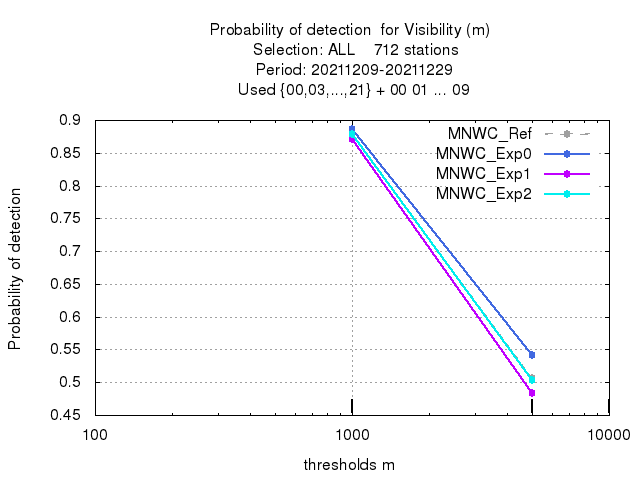 Probability of detection  for Visibility (m)
Selection: ALL    712 stations
Period: 20211209-20211229
Used {00,03,...,21} + 00 01 ... 09
MNWC_Ref
MNWC_Exp0
MNWC_Exp1
MNWC_Exp2
0.9
0.85
0.8
0.75
0.7
0.65
0.6
0.55
0.5
0.45
Probability of detection
100
1000
10000
thresholds m